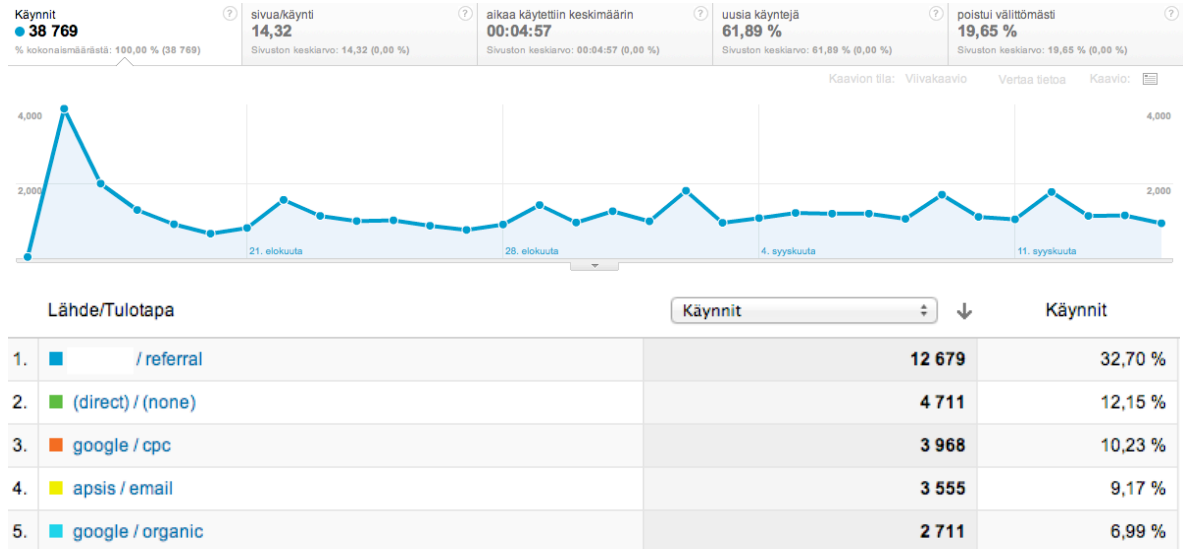 Käynnit ?
38 769
% kokonaismäärästä: 100,00 % (38 769)
sivua/käynti ?
14,32
Sivuston keskiarvo: 14,32 (0,00 %)
aikaa käytettiin keskimäärin ?
00:04:57
Sivuston keskiarvo: 00:04:57 (0,00 %)
uusia käyntejä ?
61,89 %
Sivuston keskiarvo: 61,89 % (0,00 %)
poistui välittömästi ?
19,65 %
Sivuston keskiarvo: 19,65 % (0,00 %)
Kaavion tila: Viivakaavio Vertaa tietoa Kaavio:
4,000 4,000
2,000 2,000
21. elokuuta 28. elokuuta 4. syyskuuta 11. syyskuuta
Lähde/Tulotapa Käynnit Käynnit
1. / referral 12 679 32,70 %
2. (direct) / (none) 4 711 12,15 %
3. google / cpc 3 968 10,23 %
4. apsis / email 3 555 9,17 %
5. google / organic 2 711 6,99 %